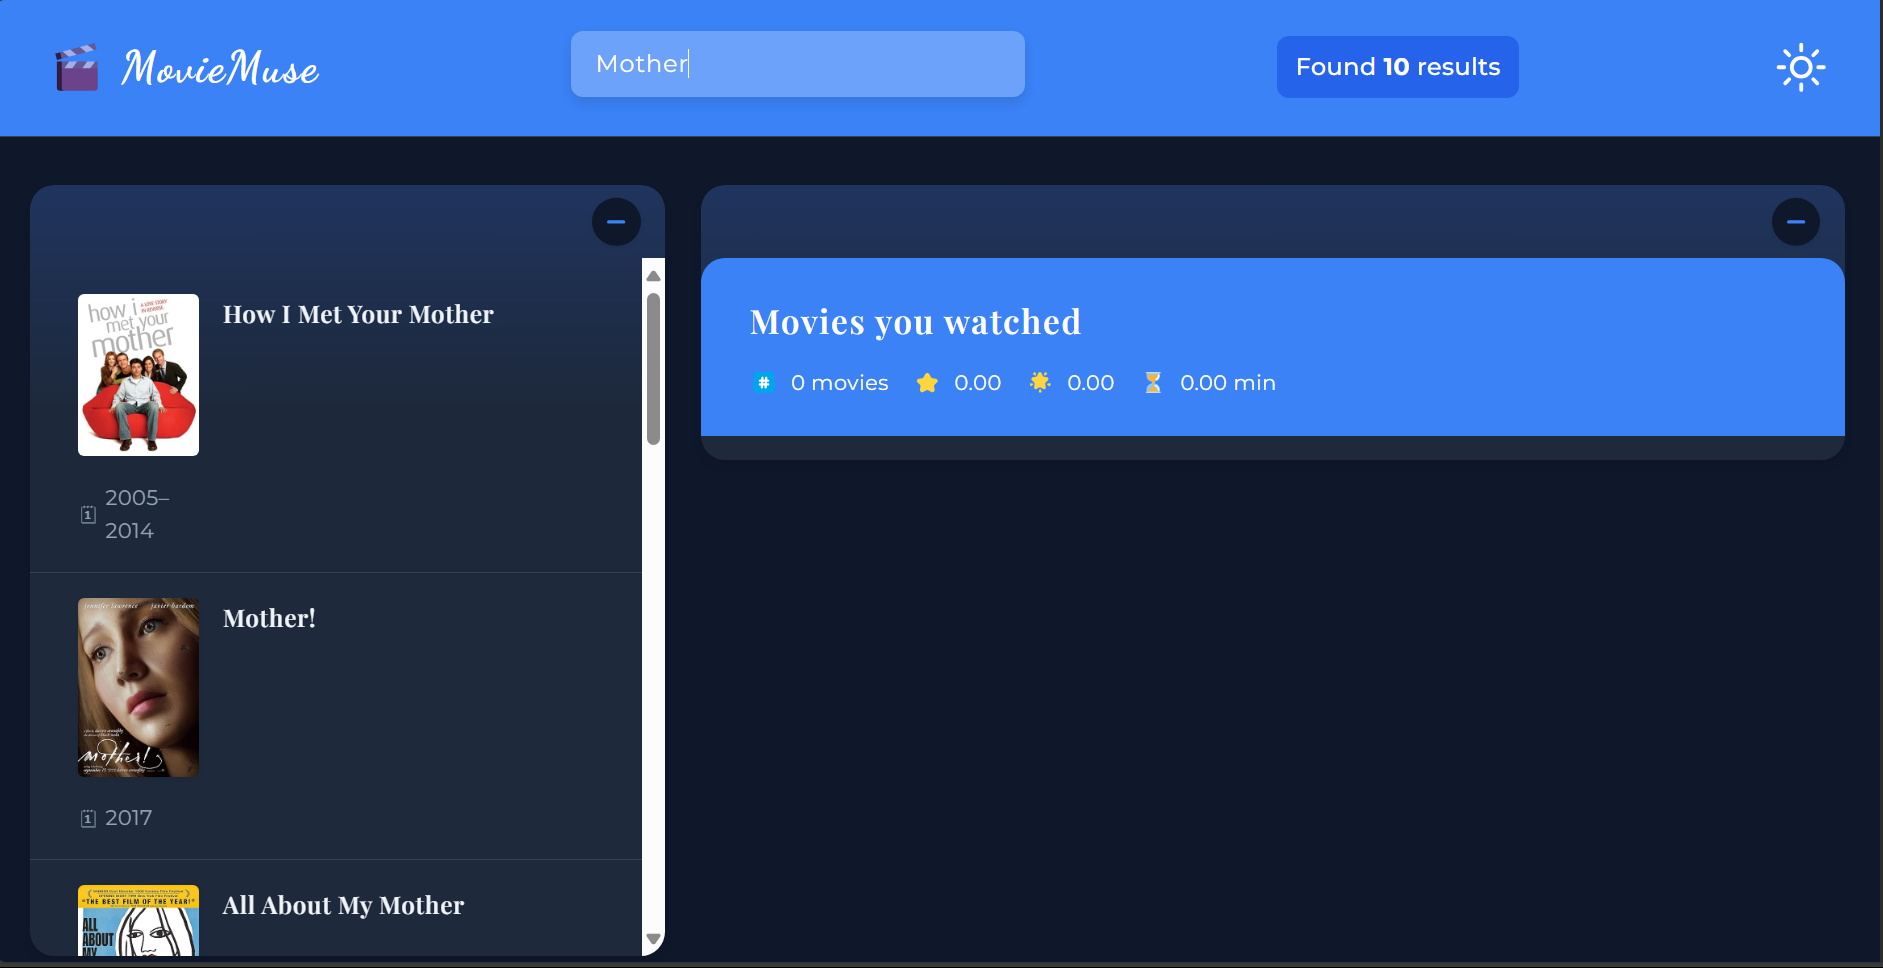 MovieMuse
Mother
Found 10 results
how i
met your
mother
How I Met Your Mother
2005–
2014
jennifer lawrence javier bardem
mother!
Mother!
2017
"THE BEST FILM OF THE YEAR!"
ALL
ABOUT
MY
All About My Mother
Movies you watched
# 0 movies 0.00 0.00 0.00 min